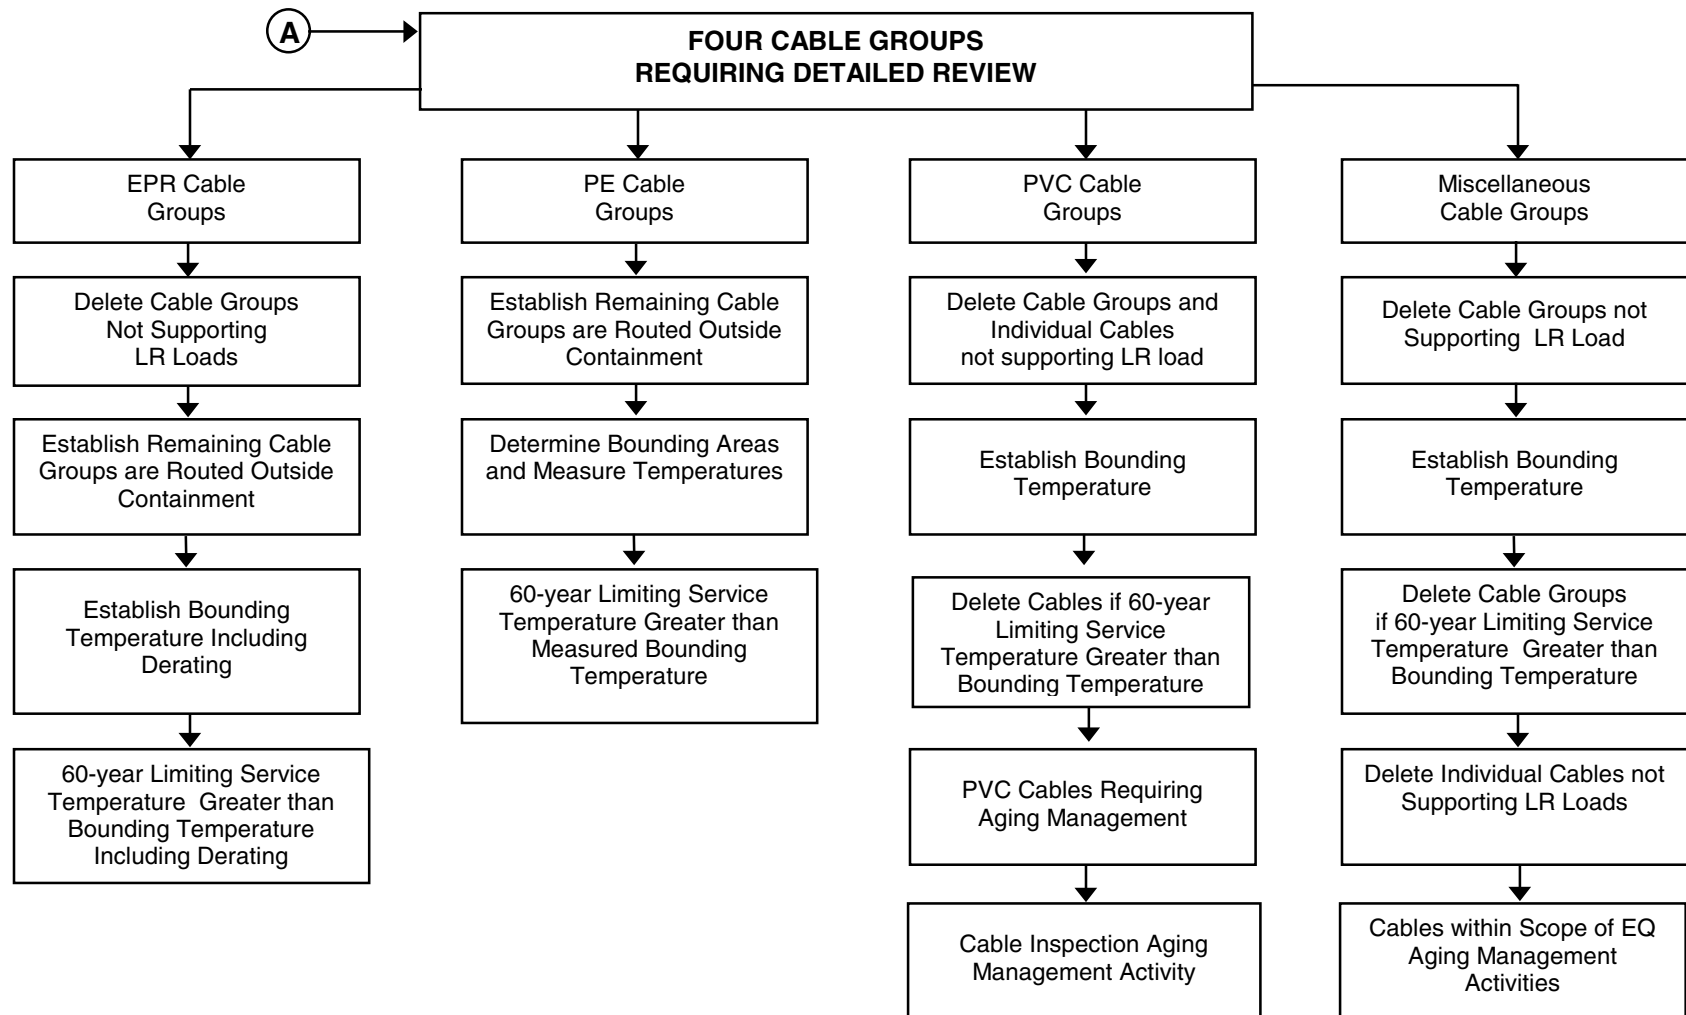 A
FOUR CABLE GROUPS
REQUIRING DETAILED REVIEW
EPR Cable
Groups
Delete Cable Groups
Not Supporting
LR Loads
Establish Remaining Cable
Groups are Routed Outside
Containment
Establish Bounding
Temperature Including
Derating
60-year Limiting Service
Temperature Greater than
Bounding Temperature
Including Derating
PE Cable
Groups
Establish Remaining Cable
Groups are Routed Outside
Containment
Determine Bounding Areas
and Measure Temperatures
60-year Limiting Service
Temperature Greater than
Measured Bounding
Temperature
PVC Cable
Groups
Delete Cable Groups and
Individual Cables
not supporting LR load
Establish Bounding
Temperature
Delete Cables if 60-year
Limiting Service
Temperature Greater than
Bounding Temperature
PVC Cables Requiring
Aging Management
Cable Inspection Aging
Management Activity
Miscellaneous
Cable Groups
Delete Cable Groups not
Supporting LR Load
Establish Bounding
Temperature
Delete Cable Groups
if 60-year Limiting Service
Temperature Greater than
Bounding Temperature
Delete Individual Cables not
Supporting LR Loads
Cables within Scope of EQ
Aging Management
Activities